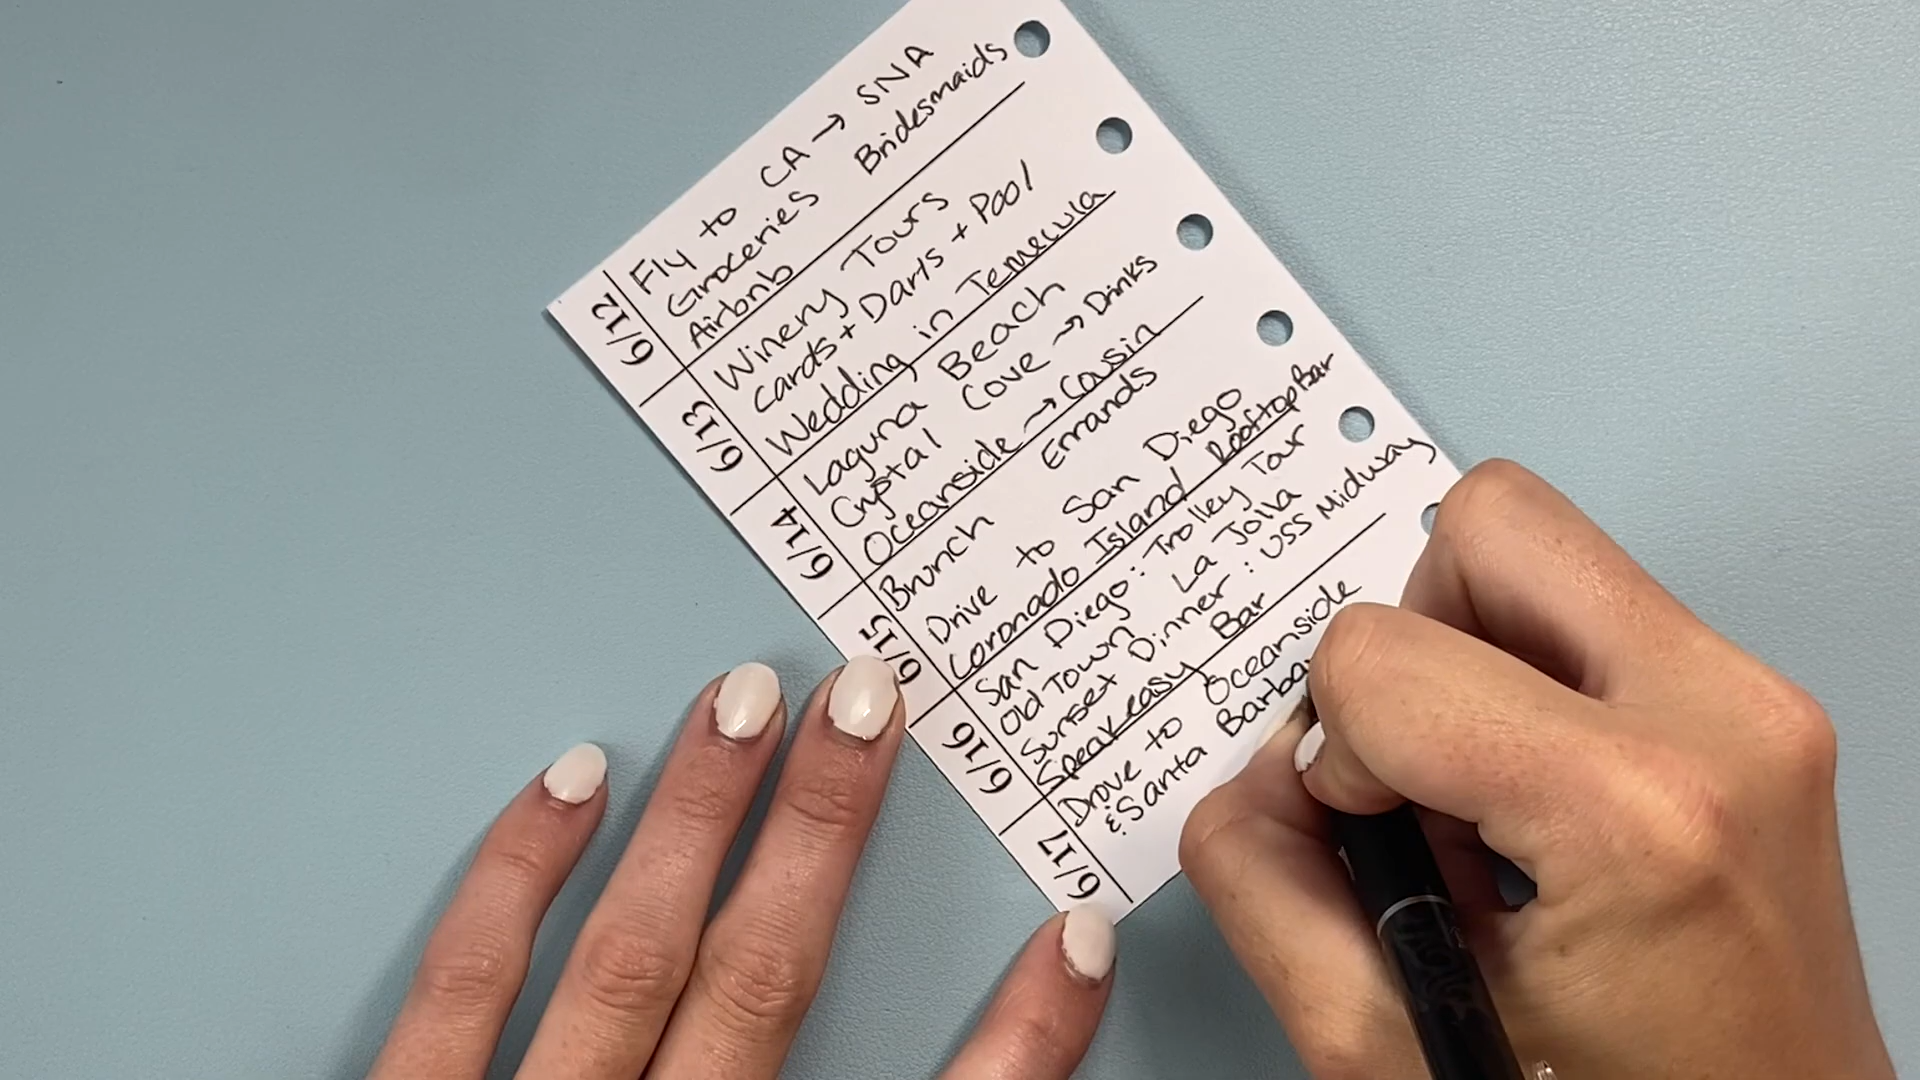 6/12
Fly to CA → SNA
Groceries Bridesmaids
Airbnb
6/13
Winery Tours
Cards + Darts + Pool
Wedding in Temecula
6/14
Laguna Beach
Crystal Cove → Drinks
Oceanside → Cousin
6/15
Brunch Errands
Drive to San Diego
Coronado Island Rooftop Bar
6/16
San Diego: Trolley Tour
Old Town La Jolla
Sunset Dinner: USS Midway
Speakeasy Bar
6/17
Drove to Oceanside
& Santa